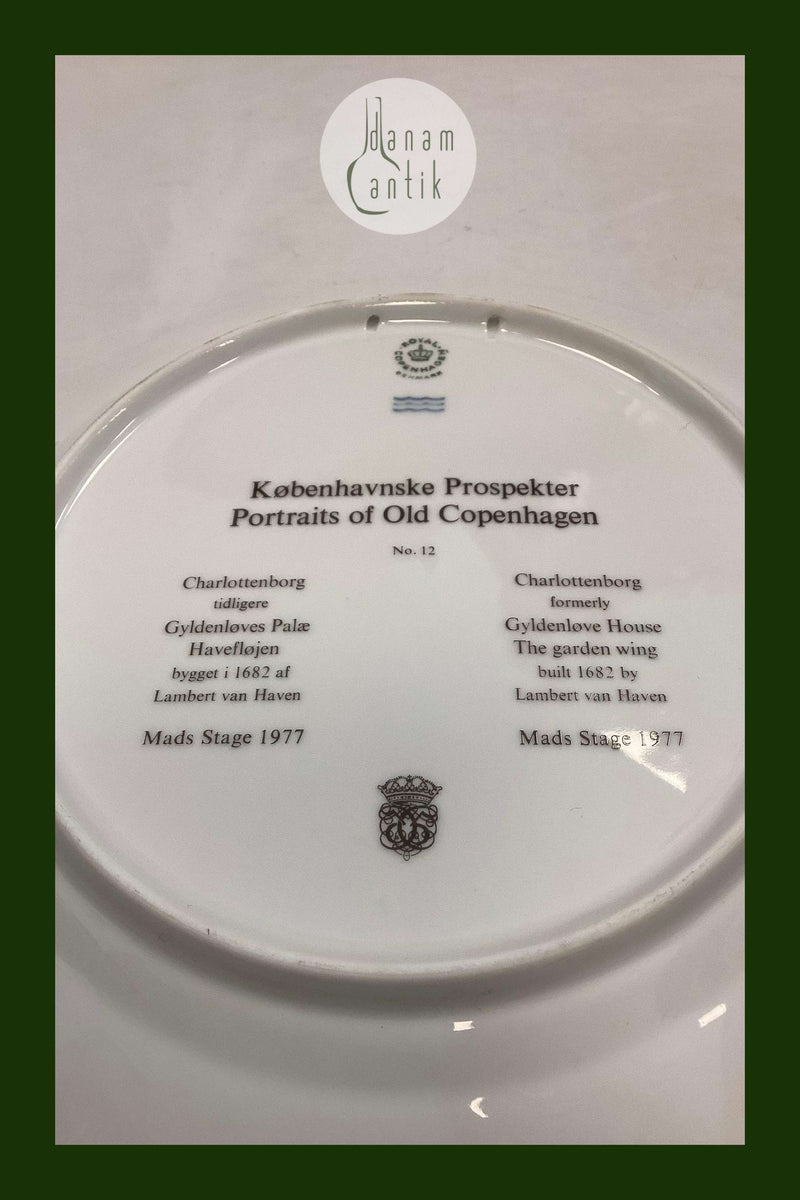 danam
antik
ROYAL
COPENHAGEN
DENMARK
Københavnske Prospekter
Portraits of Old Copenhagen
No. 12
Charlottenborg
tidligere
Gyldenløves Palæ
Havefløjen
bygget i 1682 af
Lambert van Haven
Mads Stage 1977
Charlottenborg
formerly
Gyldenløve House
The garden wing
built 1682 by
Lambert van Haven
Mads Stage 1977